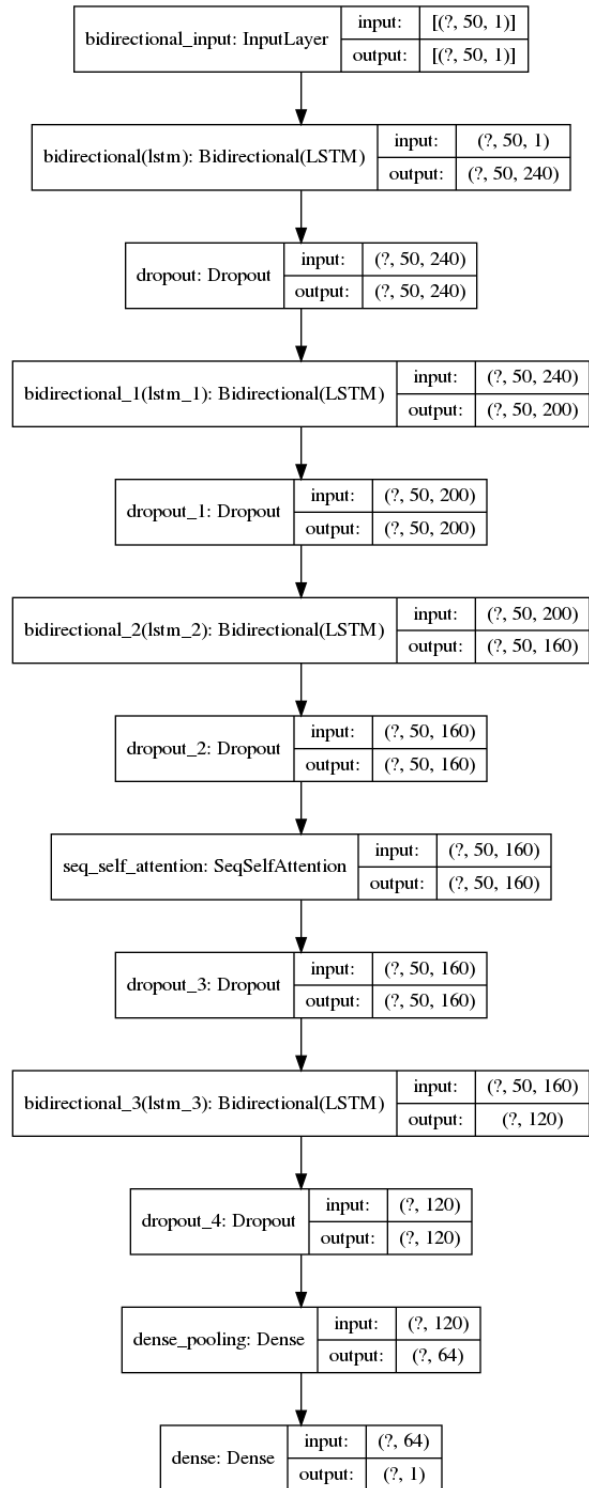 bidirectional_input: InputLayer
input: [(?, 50, 1)]
output: [(?, 50, 1)]
bidirectional(lstm): Bidirectional(LSTM)
input: (?, 50, 1)
output: (?, 50, 240)
dropout: Dropout
input: (?, 50, 240)
output: (?, 50, 240)
bidirectional_1(lstm_1): Bidirectional(LSTM)
input: (?, 50, 240)
output: (?, 50, 200)
dropout_1: Dropout
input: (?, 50, 200)
output: (?, 50, 200)
bidirectional_2(lstm_2): Bidirectional(LSTM)
input: (?, 50, 200)
output: (?, 50, 160)
dropout_2: Dropout
input: (?, 50, 160)
output: (?, 50, 160)
seq_self_attention: SeqSelfAttention
input: (?, 50, 160)
output: (?, 50, 160)
dropout_3: Dropout
input: (?, 50, 160)
output: (?, 50, 160)
bidirectional_3(lstm_3): Bidirectional(LSTM)
input: (?, 50, 160)
output: (?, 120)
dropout_4: Dropout
input: (?, 120)
output: (?, 120)
dense_pooling: Dense
input: (?, 120)
output: (?, 64)
dense: Dense
input: (?, 64)
output: (?, 1)